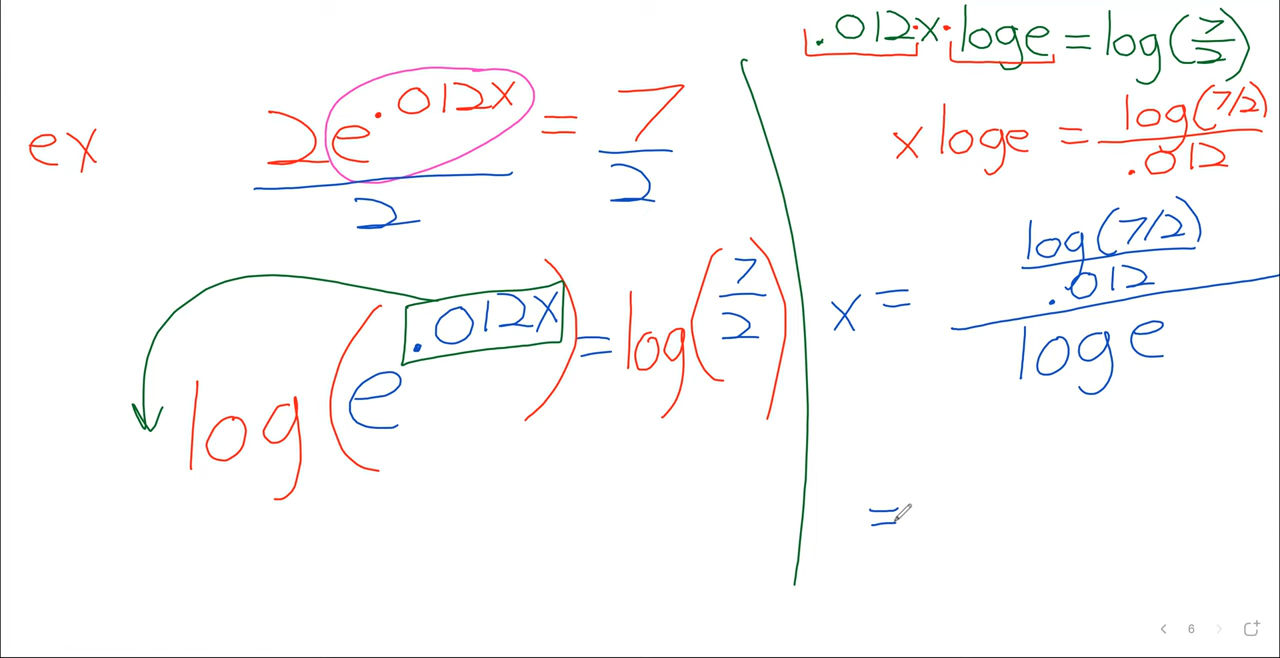 ex 2e^.012x / 2 = 7/2
log(e^.012x) = log(7/2)
.012·x·loge = log(7/2)
x loge = log(7/2) / .012
x = log(7/2) / .012 / loge
=
< 6 >